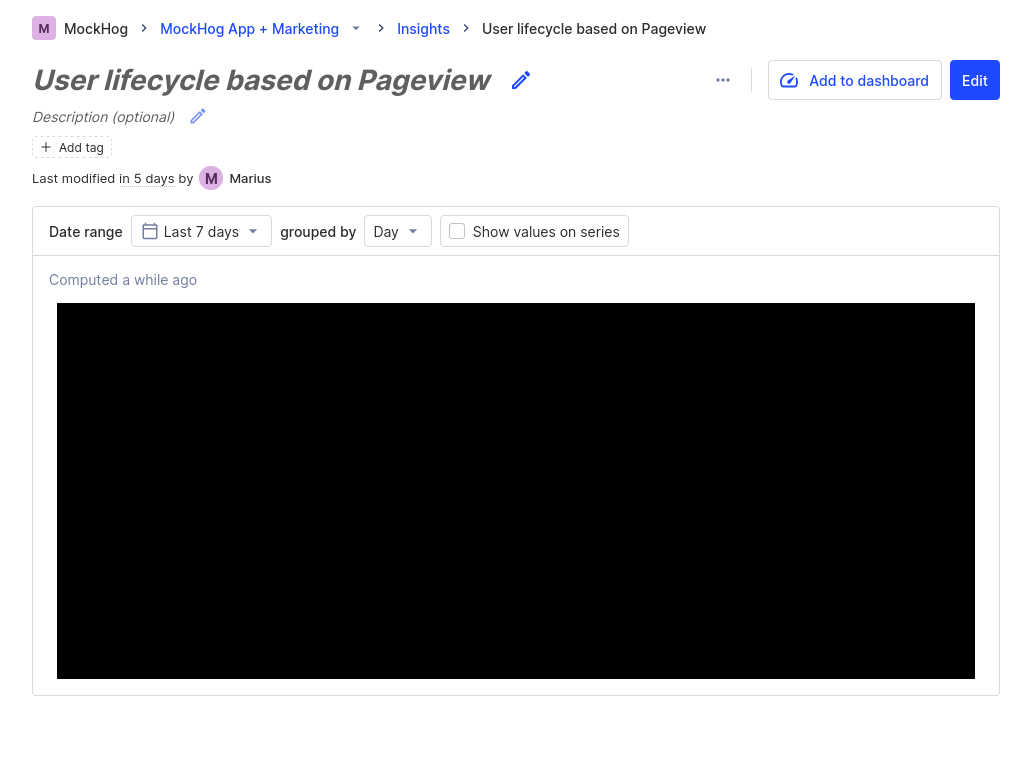 M MockHog MockHog App + Marketing Insights User lifecycle based on Pageview
User lifecycle based on Pageview
Add to dashboard Edit
Description (optional)
Add tag
Last modified in 5 days by M Marius
Date range Last 7 days grouped by Day Show values on series
Computed a while ago